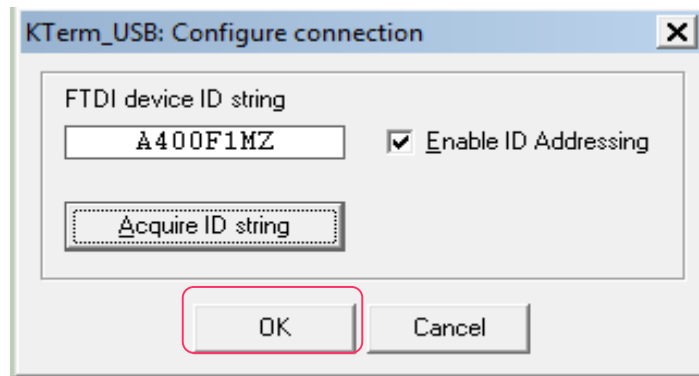 KTerm_USB: Configure connection
FTDI device ID string
A400F1MZ
Enable ID Addressing
Acquire ID string
OK
Cancel